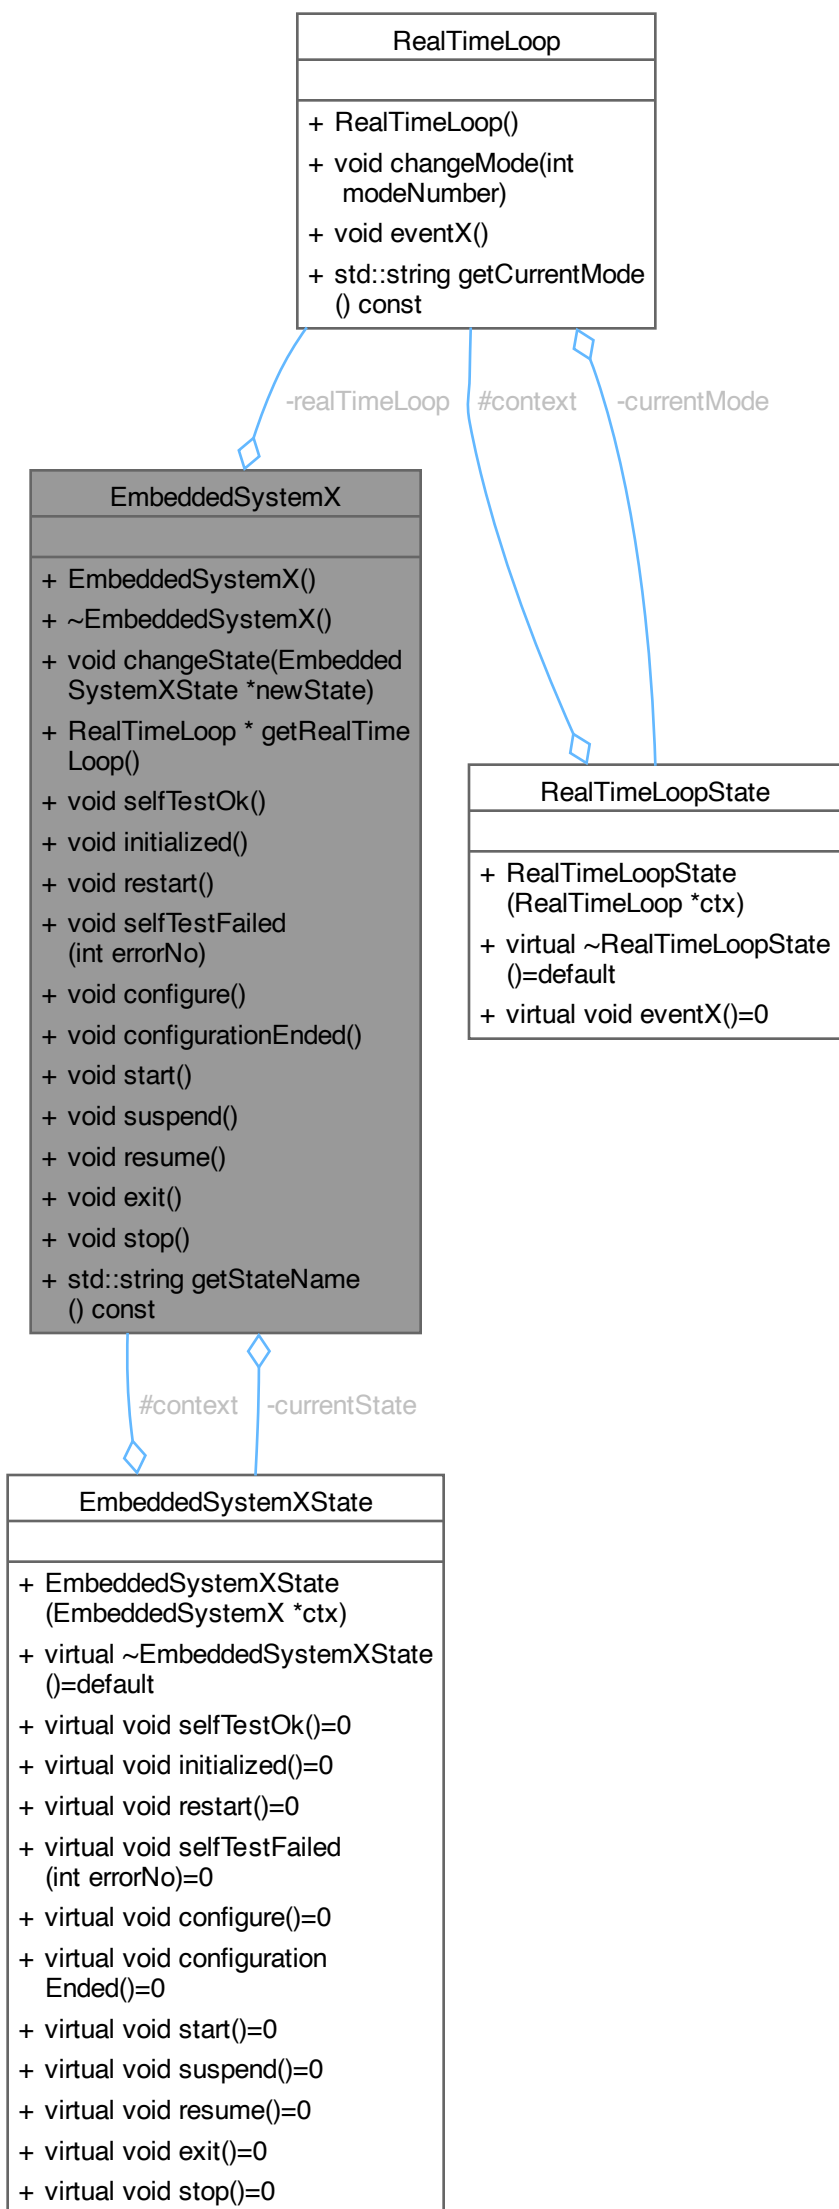 RealTimeLoop
+ RealTimeLoop()
+ void changeMode(int
modeNumber)
+ void eventX()
+ std::string getCurrentMode
() const
-realTimeLoop
#context
-currentMode
EmbeddedSystemX
+ EmbeddedSystemX()
+ ~EmbeddedSystemX()
+ void changeState(Embedded
SystemXState *newState)
+ RealTimeLoop * getRealTime
Loop()
+ void selfTestOk()
+ void initialized()
+ void restart()
+ void selfTestFailed
(int errorNo)
+ void configure()
+ void configurationEnded()
+ void start()
+ void suspend()
+ void resume()
+ void exit()
+ void stop()
+ std::string getStateName
() const
RealTimeLoopState
+ RealTimeLoopState
(RealTimeLoop *ctx)
+ virtual ~RealTimeLoopState
()=default
+ virtual void eventX()=0
#context
-currentState
EmbeddedSystemXState
+ EmbeddedSystemXState
(EmbeddedSystemX *ctx)
+ virtual ~EmbeddedSystemXState
()=default
+ virtual void selfTestOk()=0
+ virtual void initialized()=0
+ virtual void restart()=0
+ virtual void selfTestFailed
(int errorNo)=0
+ virtual void configure()=0
+ virtual void configuration
Ended()=0
+ virtual void start()=0
+ virtual void suspend()=0
+ virtual void resume()=0
+ virtual void exit()=0
+ virtual void stop()=0